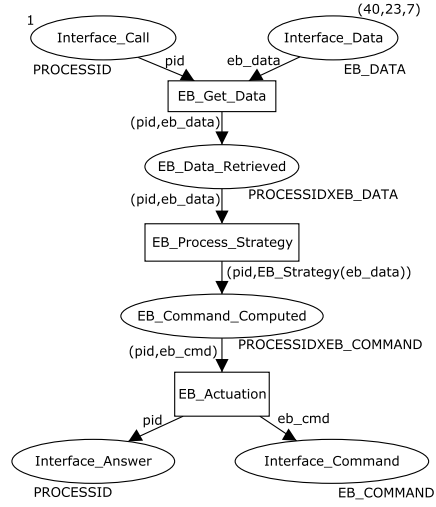 1
(40,23,7)
Interface_Call
Interface_Data
PROCESSID
pid
eb_data
EB_DATA
EB_Get_Data
(pid,eb_data)
EB_Data_Retrieved
(pid,eb_data)
PROCESSIDXEB_DATA
EB_Process_Strategy
(pid,EB_Strategy(eb_data))
EB_Command_Computed
(pid,eb_cmd)
PROCESSIDXEB_COMMAND
EB_Actuation
pid
eb_cmd
Interface_Answer
Interface_Command
PROCESSID
EB_COMMAND